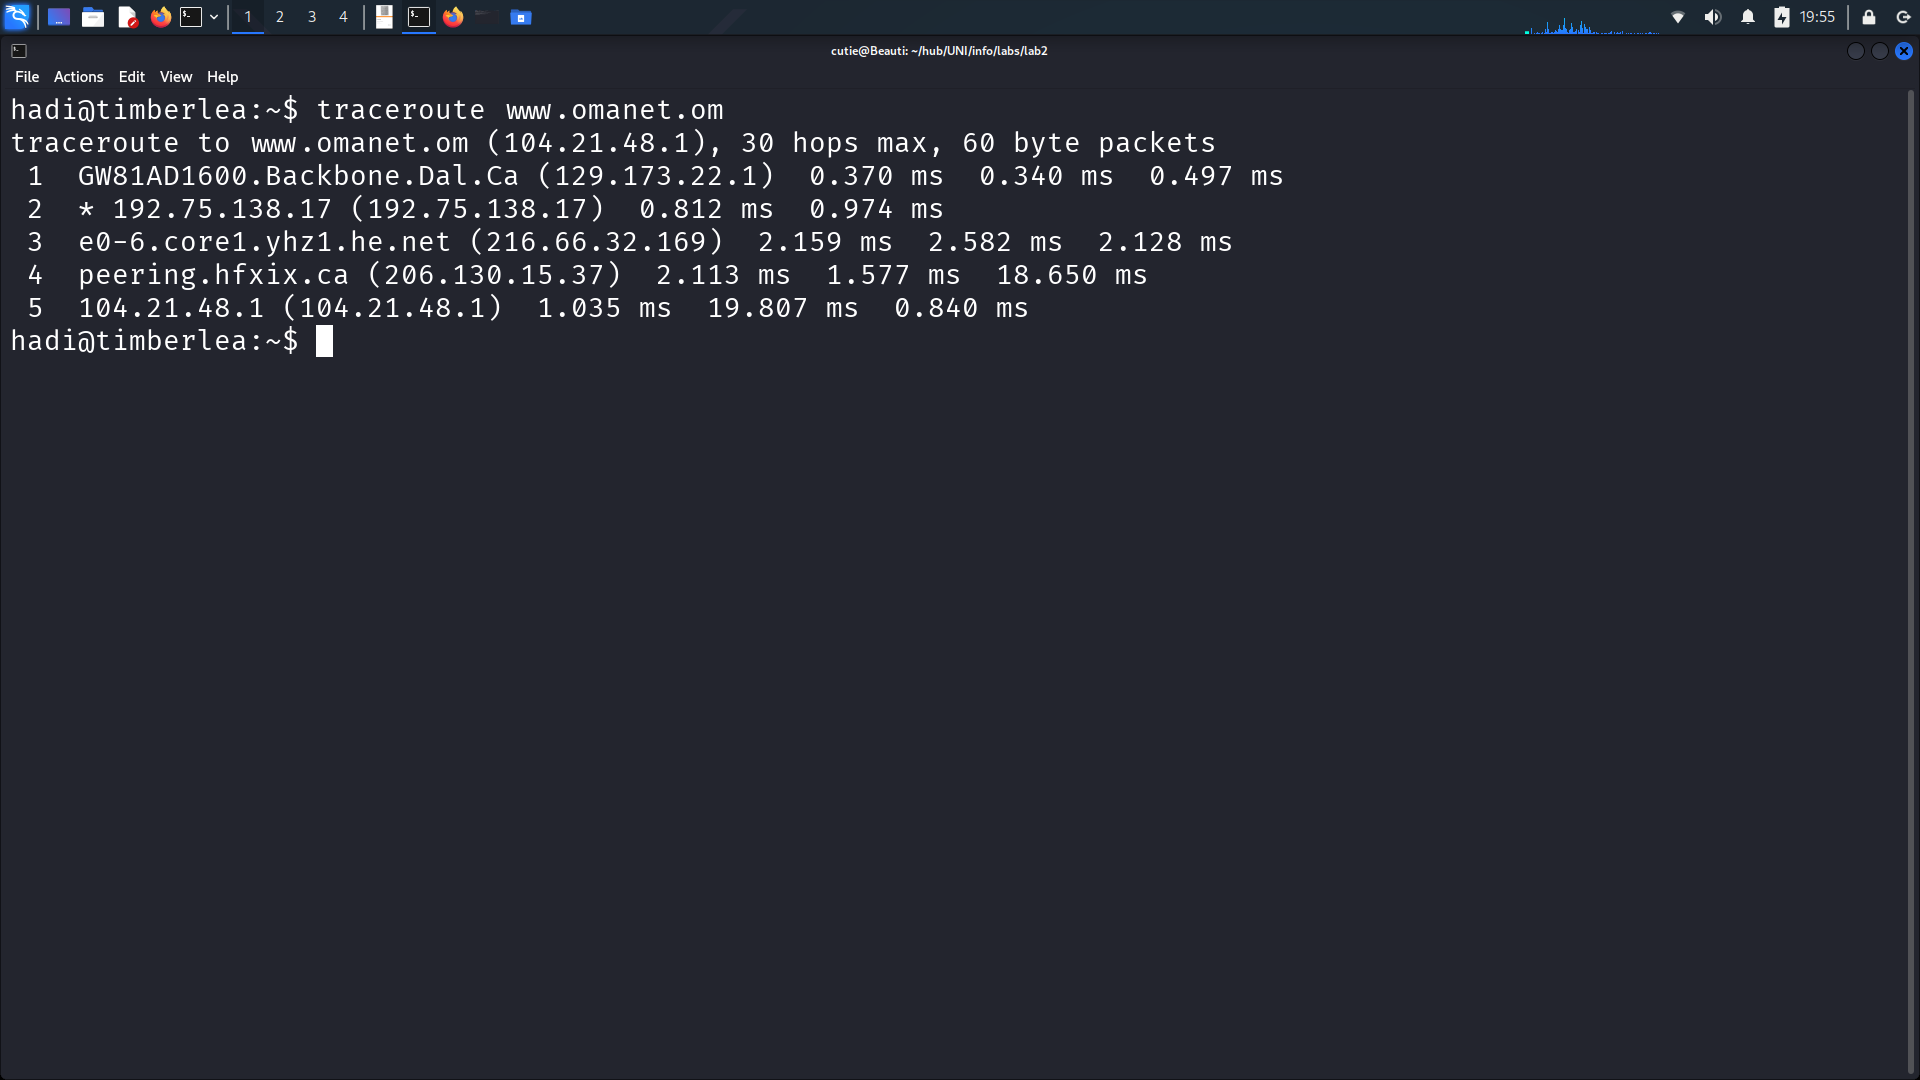 1 2 3 4 19:55
cutie@Beauti: ~/hub/UNI/info/labs/lab2
File Actions Edit View Help
hadi@timberlea:~$ traceroute www.omanet.om
traceroute to www.omanet.om (104.21.48.1), 30 hops max, 60 byte packets
1 GW81AD1600.Backbone.Dal.Ca (129.173.22.1) 0.370 ms 0.340 ms 0.497 ms
2 * 192.75.138.17 (192.75.138.17) 0.812 ms 0.974 ms
3 e0-6.core1.yhz1.he.net (216.66.32.169) 2.159 ms 2.582 ms 2.128 ms
4 peering.hfxix.ca (206.130.15.37) 2.113 ms 1.577 ms 18.650 ms
5 104.21.48.1 (104.21.48.1) 1.035 ms 19.807 ms 0.840 ms
hadi@timberlea:~$